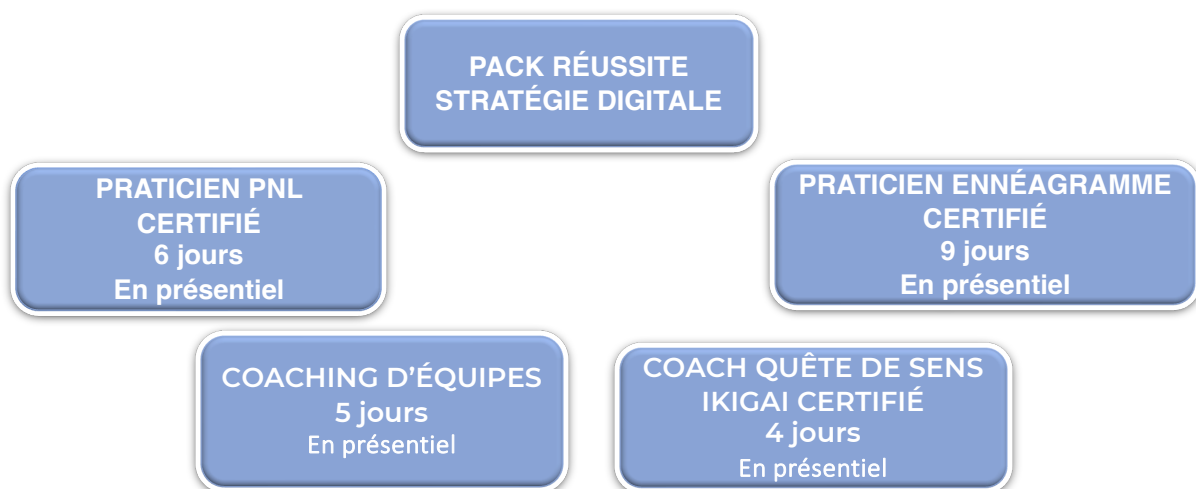 PACK RÉUSSITE
STRATÉGIE DIGITALE
PRATICIEN PNL
CERTIFIÉ
6 jours
En présentiel
PRATICIEN ENNÉAGRAMME
CERTIFIÉ
9 jours
En présentiel
COACHING D’ÉQUIPES
5 jours
En présentiel
COACH QUÊTE DE SENS
IKIGAI CERTIFIÉ
4 jours
En présentiel